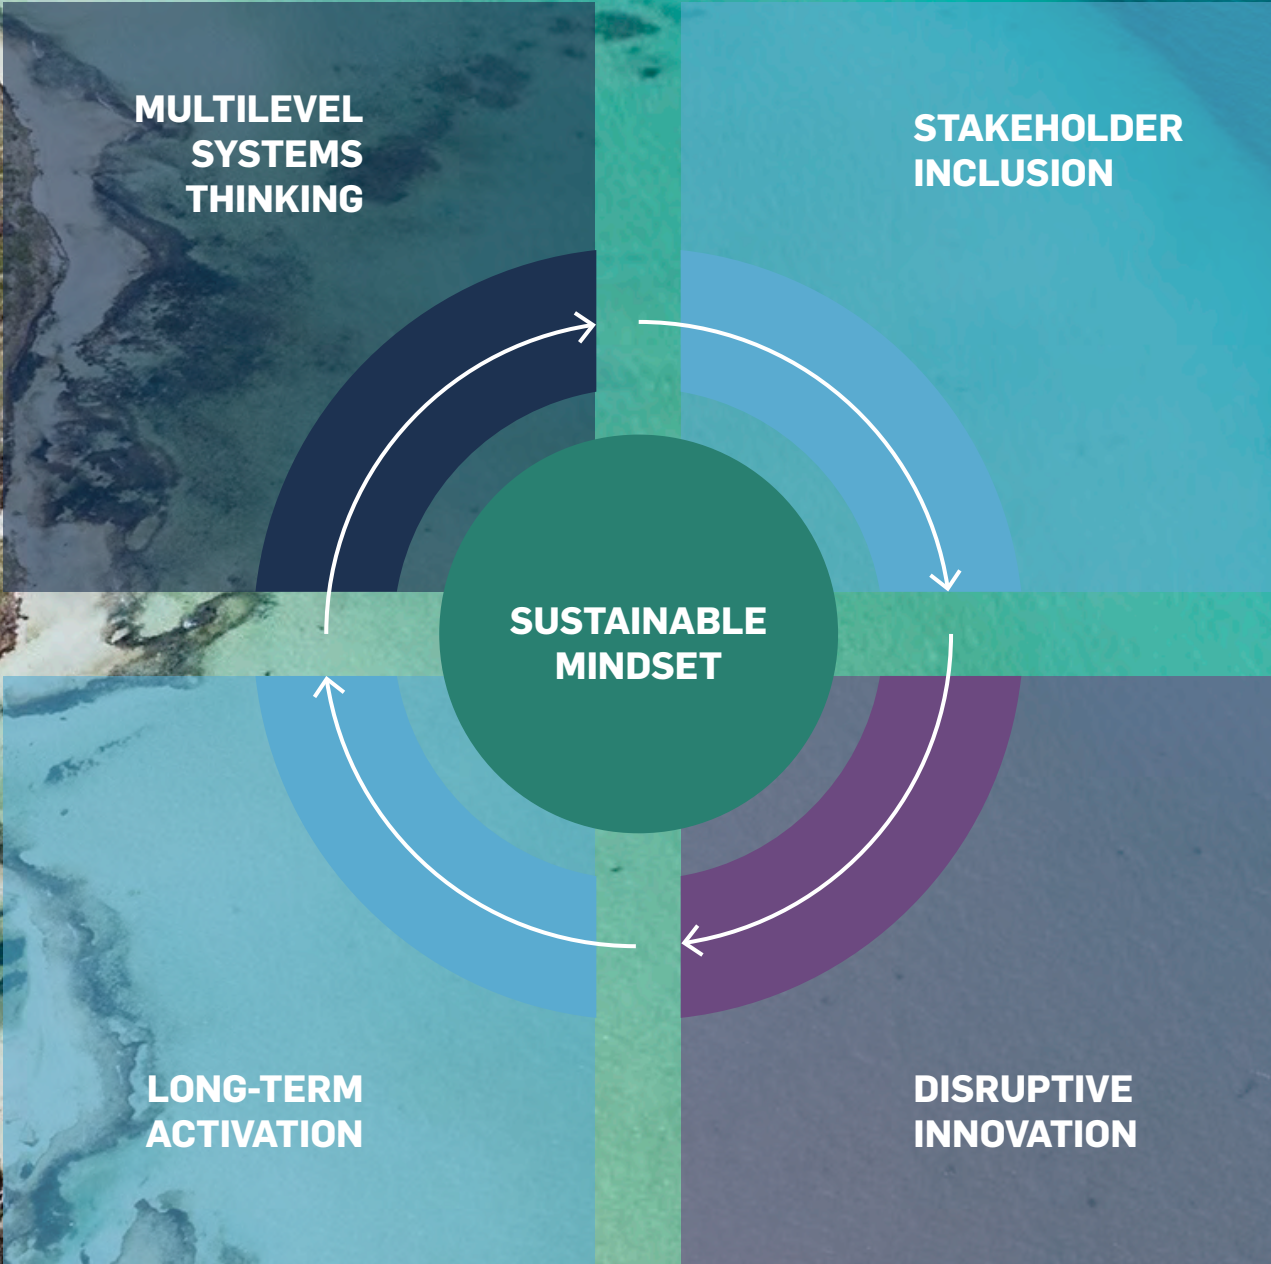 MULTILEVEL
SYSTEMS
THINKING
STAKEHOLDER
INCLUSION
SUSTAINABLE
MINDSET
LONG-TERM
ACTIVATION
DISRUPTIVE
INNOVATION